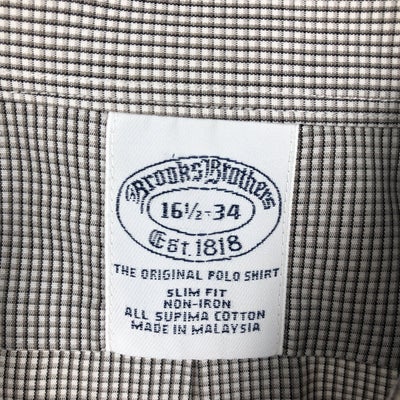 Brooks Brothers
16½-34
Est. 1818
THE ORIGINAL POLO SHIRT
SLIM FIT
NON-IRON
ALL SUPIMA COTTON
MADE IN MALAYSIA